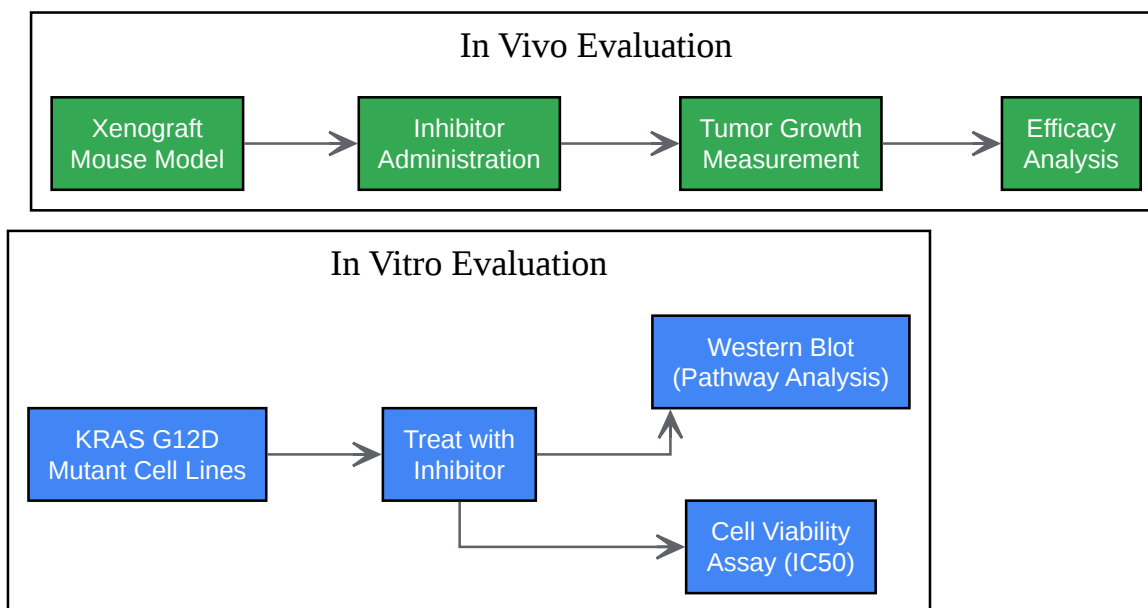 In Vivo Evaluation
Xenograft
Mouse Model
Inhibitor
Administration
Tumor Growth
Measurement
Efficacy
Analysis
In Vitro Evaluation
Western Blot
(Pathway Analysis)
KRAS G12D
Mutant Cell Lines
Treat with
Inhibitor
Cell Viability
Assay (IC50)